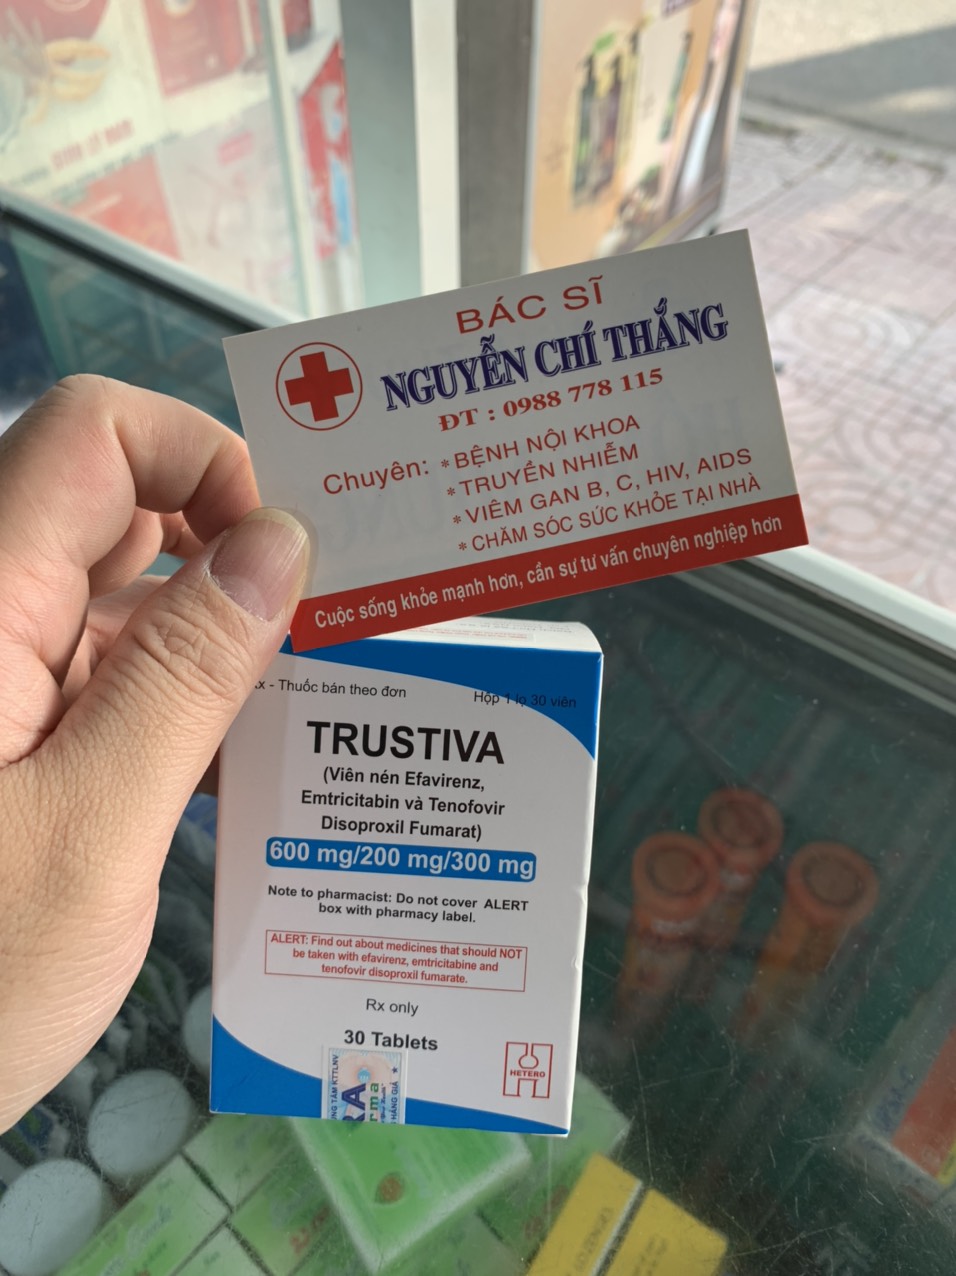 BÁC SĨ
NGUYỄN CHÍ THẮNG
ĐT : 0988 778 115
Chuyên: * BỆNH NỘI KHOA
* TRUYỀN NHIỄM
* VIÊM GAN B, C, HIV, AIDS
* CHĂM SÓC SỨC KHỎE TẠI NHÀ
Cuộc sống khỏe mạnh hơn, cần sự tư vấn chuyên nghiệp hơn
x - Thuốc bán theo đơn
Hộp 1 lọ 30 viên
TRUSTIVA
(Viên nén Efavirenz,
Emtricitabin và Tenofovir
Disoproxil Fumarat)
600 mg/200 mg/300 mg
Note to pharmacist: Do not cover ALERT
box with pharmacy label.
ALERT: Find out about medicines that should NOT
be taken with efavirenz, emtricitabine and
tenofovir disoproxil fumarate.
Rx only
30 Tablets
HETERO